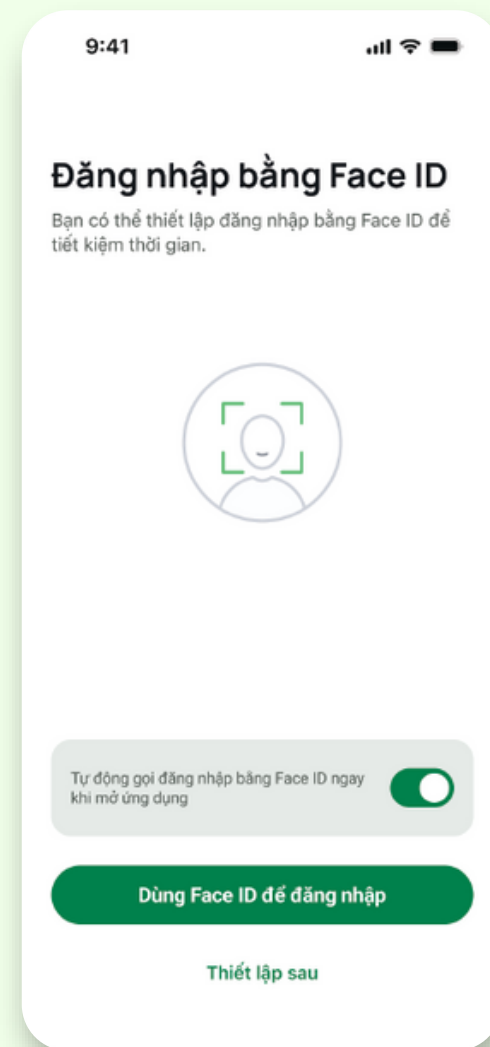 9:41
Đăng nhập bằng Face ID
Bạn có thể thiết lập đăng nhập bằng Face ID để
tiết kiệm thời gian.
Tự động gọi đăng nhập bằng Face ID ngay
khi mở ứng dụng
Dùng Face ID để đăng nhập
Thiết lập sau